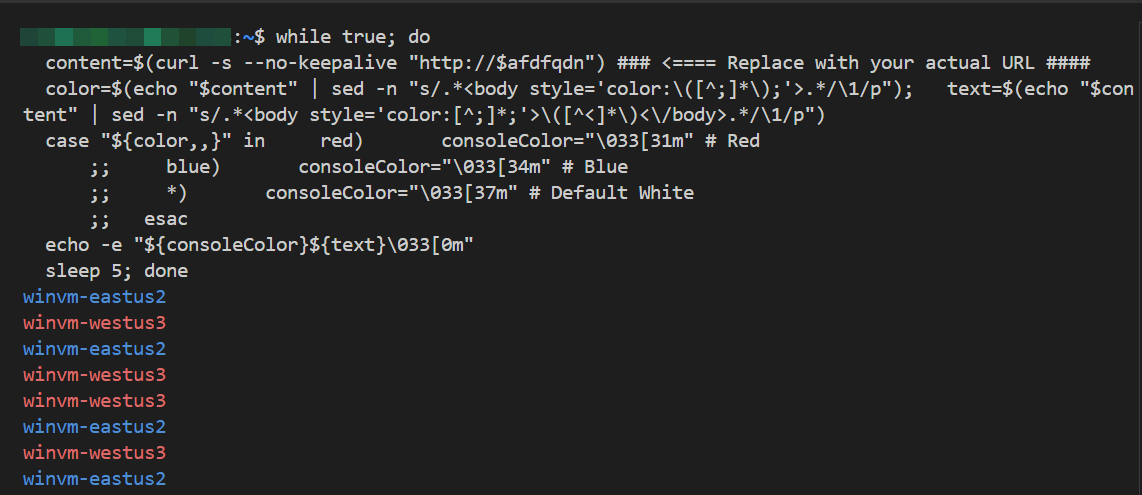 :~$ while true; do
  content=$(curl -s --no-keepalive "http://$afdfqdn") ### <==== Replace with your actual URL ####
  color=$(echo "$content" | sed -n "s/.*<body style='color:\([^;]*\);'>.*/\1/p");   text=$(echo "$con
tent" | sed -n "s/.*<body style='color:[^;]*;'>\([^<]*\)<\/body>.*/\1/p")
  case "${color,,}" in     red)       consoleColor="\033[31m" # Red
      ;;     blue)       consoleColor="\033[34m" # Blue
      ;;     *)       consoleColor="\033[37m" # Default White
      ;;   esac
  echo -e "${consoleColor}${text}\033[0m"
  sleep 5; done
winvm-eastus2
winvm-westus3
winvm-eastus2
winvm-westus3
winvm-westus3
winvm-eastus2
winvm-westus3
winvm-eastus2